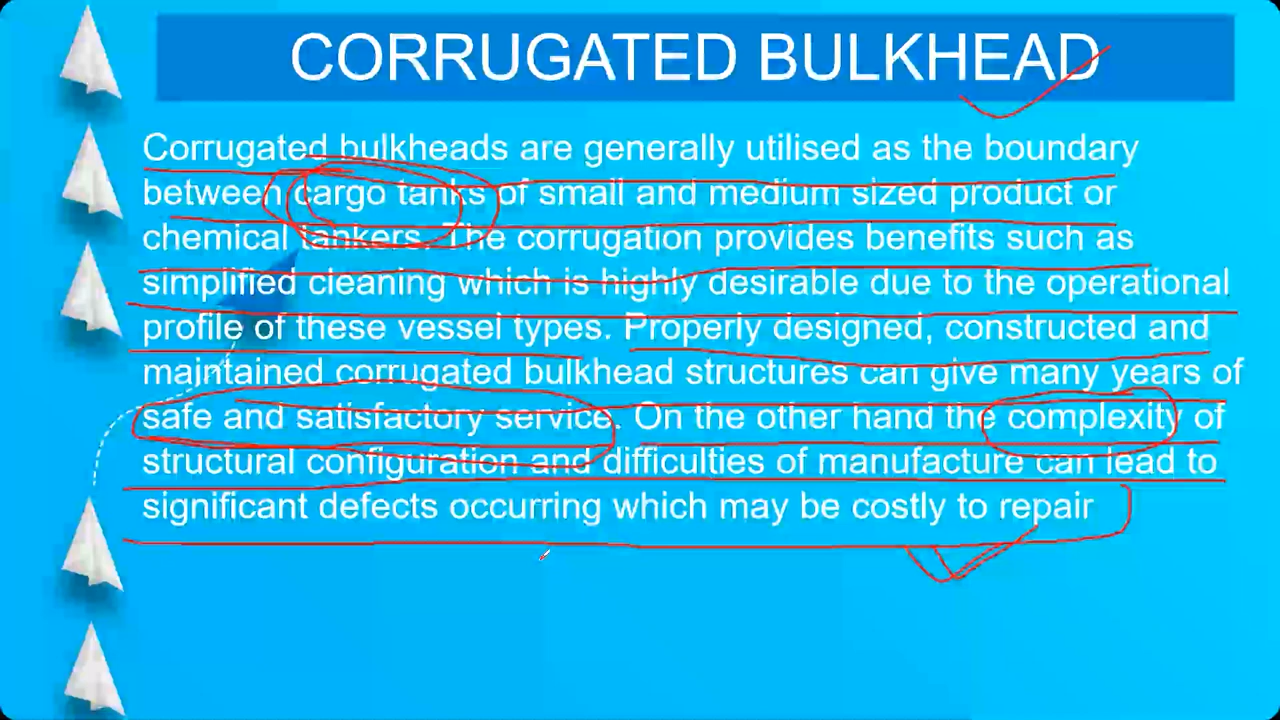 CORRUGATED BULKHEAD
Corrugated bulkheads are generally utilised as the boundary
between cargo tanks of small and medium sized product or
chemical tankers. The corrugation provides benefits such as
simplified cleaning which is highly desirable due to the operational
profile of these vessel types. Properly designed, constructed and
maintained corrugated bulkhead structures can give many years of
safe and satisfactory service. On the other hand the complexity of
structural configuration and difficulties of manufacture can lead to
significant defects occurring which may be costly to repair